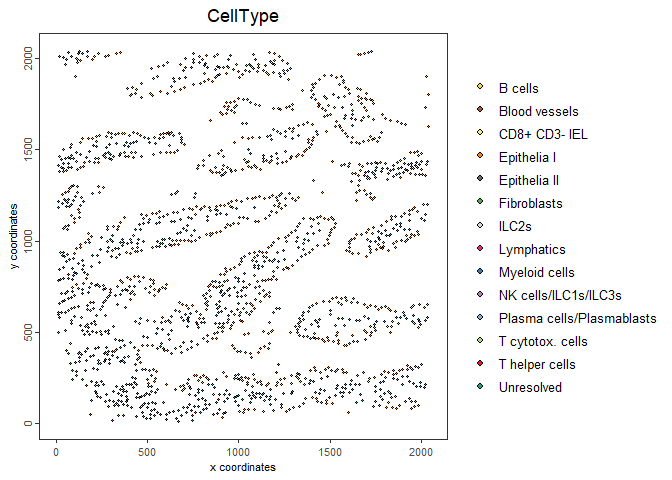 CellType
2000
1500
1000
500
0
y coordinates
0
500
1000
1500
2000
x coordinates
B cells
Blood vessels
CD8+ CD3- IEL
Epithelia I
Epithelia II
Fibroblasts
ILC2s
Lymphatics
Myeloid cells
NK cells/ILC1s/ILC3s
Plasma cells/Plasmablasts
T cytotox. cells
T helper cells
Unresolved